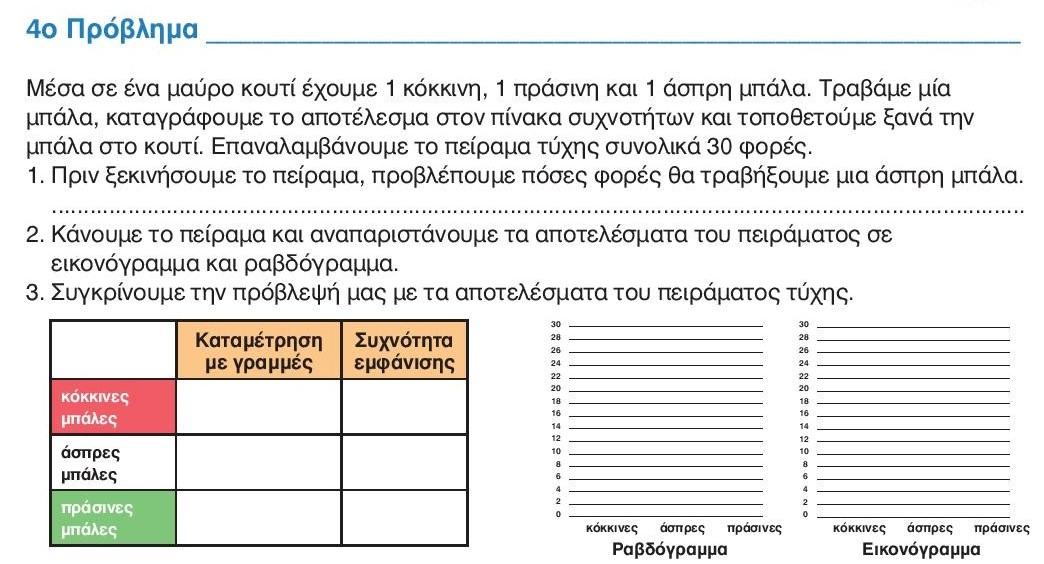 4ο Πρόβλημα
Μέσα σε ένα μαύρο κουτί έχουμε 1 κόκκινη, 1 πράσινη και 1 άσπρη μπάλα. Τραβάμε μία
μπάλα, καταγράφουμε το αποτέλεσμα στον πίνακα συχνοτήτων και τοποθετούμε ξανά την
μπάλα στο κουτί. Επαναλαμβάνουμε το πείραμα τύχης συνολικά 30 φορές.
1. Πριν ξεκινήσουμε το πείραμα, προβλέπουμε πόσες φορές θα τραβήξουμε μια άσπρη μπάλα.
2. Κάνουμε το πείραμα και αναπαριστάνουμε τα αποτελέσματα του πειράματος σε
εικονόγραμμα και ραβδόγραμμα.
3. Συγκρίνουμε την πρόβλεψή μας με τα αποτελέσματα του πειράματος τύχης.
Καταμέτρηση
με γραμμές
Συχνότητα
εμφάνισης
κόκκινες
μπάλες
άσπρες
μπάλες
πράσινες
μπάλες
30
28
26
24
22
20
18
16
14
12
10
8
6
4
2
0
κόκκινες άσπρες πράσινες
Ραβδόγραμμα
30
28
26
24
22
20
18
16
14
12
10
8
6
4
2
0
κόκκινες άσπρες πράσινες
Εικονόγραμμα